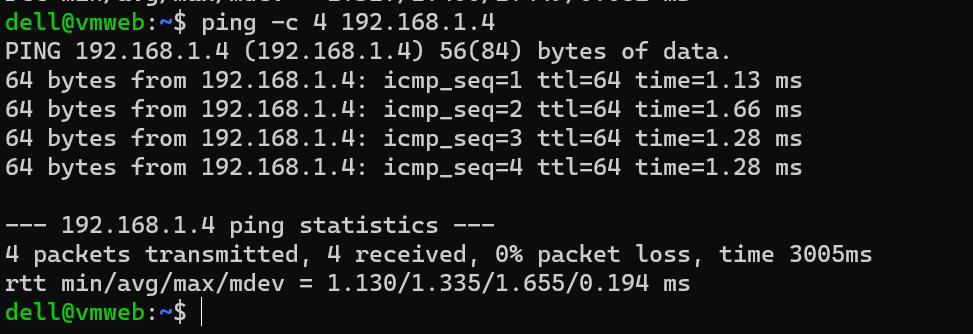 dell@vmweb:~$ ping -c 4 192.168.1.4
PING 192.168.1.4 (192.168.1.4) 56(84) bytes of data.
64 bytes from 192.168.1.4: icmp_seq=1 ttl=64 time=1.13 ms
64 bytes from 192.168.1.4: icmp_seq=2 ttl=64 time=1.66 ms
64 bytes from 192.168.1.4: icmp_seq=3 ttl=64 time=1.28 ms
64 bytes from 192.168.1.4: icmp_seq=4 ttl=64 time=1.28 ms

--- 192.168.1.4 ping statistics ---
4 packets transmitted, 4 received, 0% packet loss, time 3005ms
rtt min/avg/max/mdev = 1.130/1.335/1.655/0.194 ms
dell@vmweb:~$